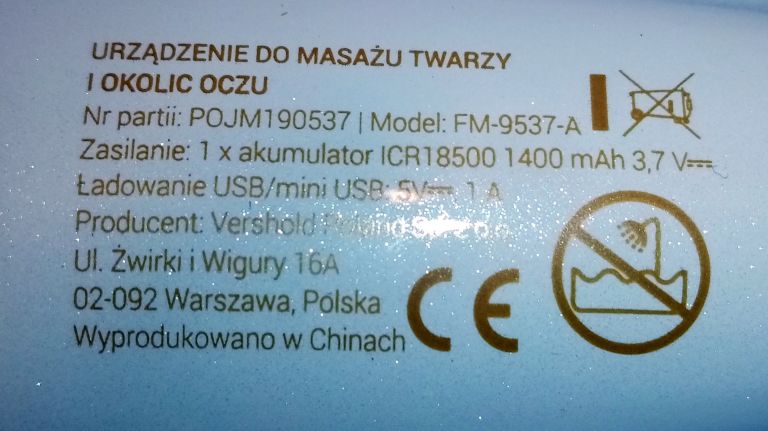 URZĄDZENIE DO MASAŻU TWARZY
I OKOLIC OCZU
Nr partii: POJM190537 | Model: FM-9537-A
Zasilanie: 1 x akumulator ICR18500 1400 mAh 3,7 V⎓
Ładowanie USB/mini USB: 5V⎓ 1 A
Producent: Vershold Poland Sp. z o.o.
Ul. Żwirki i Wigury 16A
02-092 Warszawa, Polska
Wyprodukowano w Chinach
CE